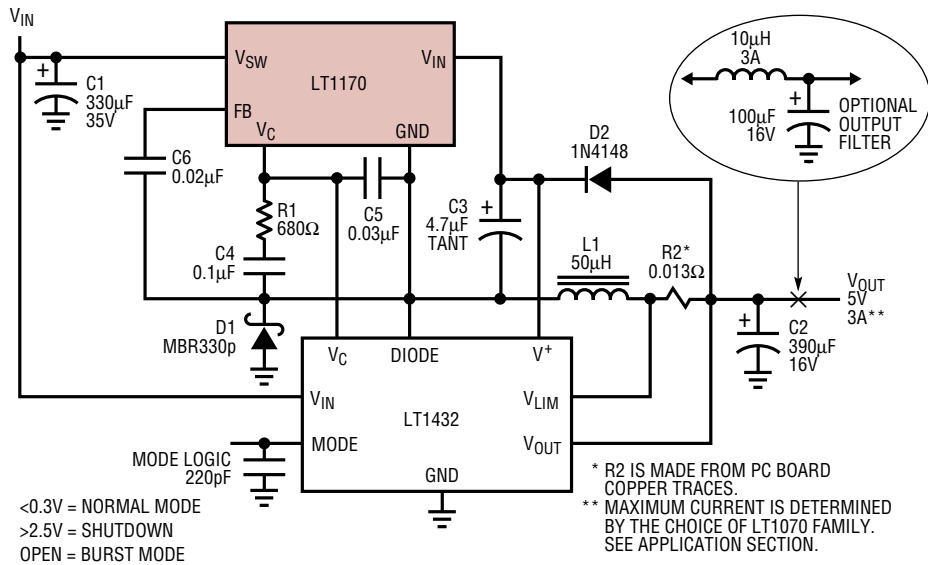 VIN
C1
330µF
35V
VSW
LT1170
VIN
FB
VC
GND
C6
0.02µF
R1
680Ω
C5
0.03µF
C4
0.1µF
C3
4.7µF
TANT
D2
1N4148
10µH
3A
100µF
16V
OPTIONAL
OUTPUT
FILTER
L1
50µH
R2*
0.013Ω
VOUT
5V
3A**
C2
390µF
16V
D1
MBR330p
VC
DIODE
V+
VIN
LT1432
VLIM
MODE
VOUT
GND
MODE LOGIC
220pF
<0.3V = NORMAL MODE
>2.5V = SHUTDOWN
OPEN = BURST MODE
* R2 IS MADE FROM PC BOARD
COPPER TRACES.
** MAXIMUM CURRENT IS DETERMINED
BY THE CHOICE OF LT1070 FAMILY.
SEE APPLICATION SECTION.